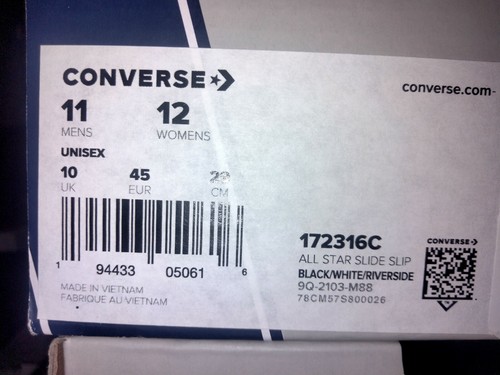 CONVERSE
converse.com-
11 12
MENS WOMENS
UNISEX
10 45
UK EUR CM
1 94433 05061 6
MADE IN VIETNAM
FABRIQUE AU VIETNAM
172316C
ALL STAR SLIDE SLIP
BLACK/WHITE/RIVERSIDE
9Q-2103-M88
78CM57S800026
CONVERSE